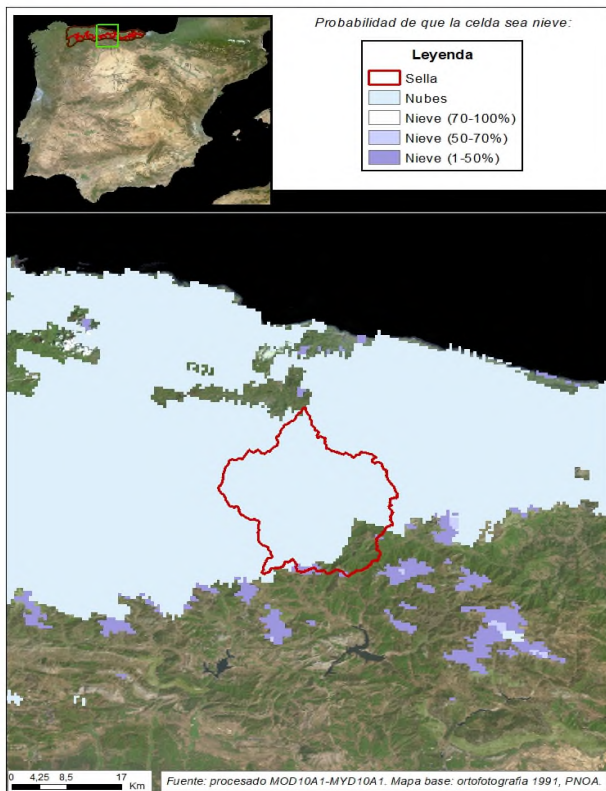 Probabilidad de que la celda sea nieve:
Leyenda
Sella
Nubes
Nieve (70-100%)
Nieve (50-70%)
Nieve (1-50%)
0 4,25 8,5 17
Km
Fuente: procesado MOD10A1-MYD10A1. Mapa base: ortofotografia 1991, PNOA.